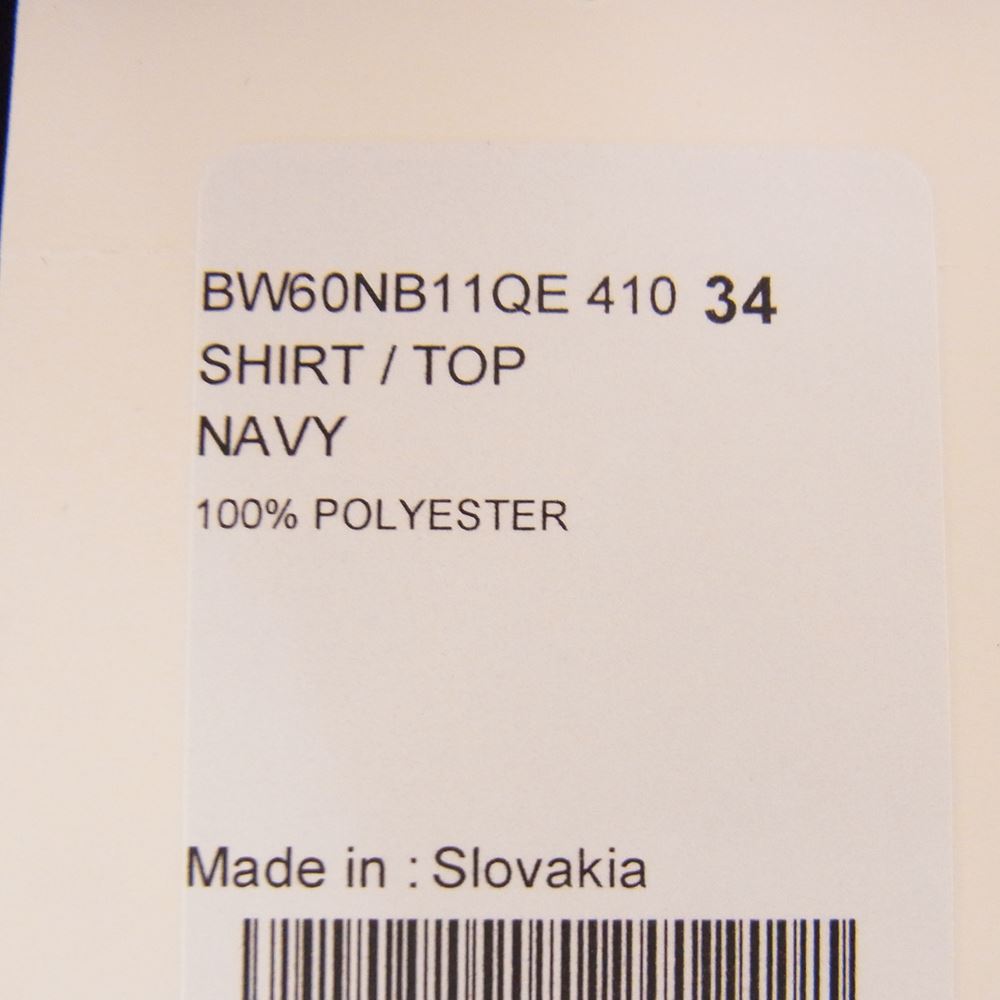 BW60NB11QE 410 34
SHIRT / TOP
NAVY
100% POLYESTER
Made in : Slovakia